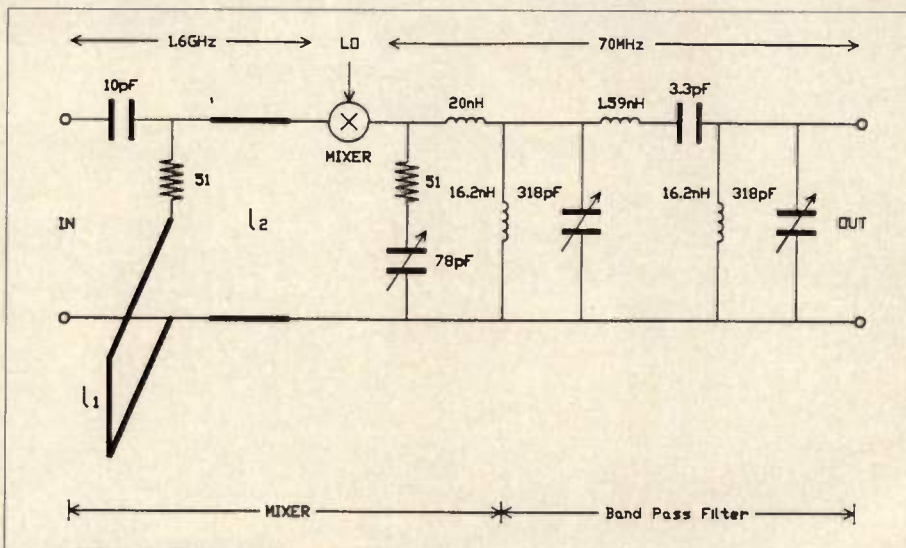 1.6GHz LO 70MHz
10pF 20nH 1.59nH 3.3pF
MIXER
51 51 16.2nH 318pF 16.2nH 318pF
IN l₂ OUT
78pF
l₁
MIXER Band Pass Filter